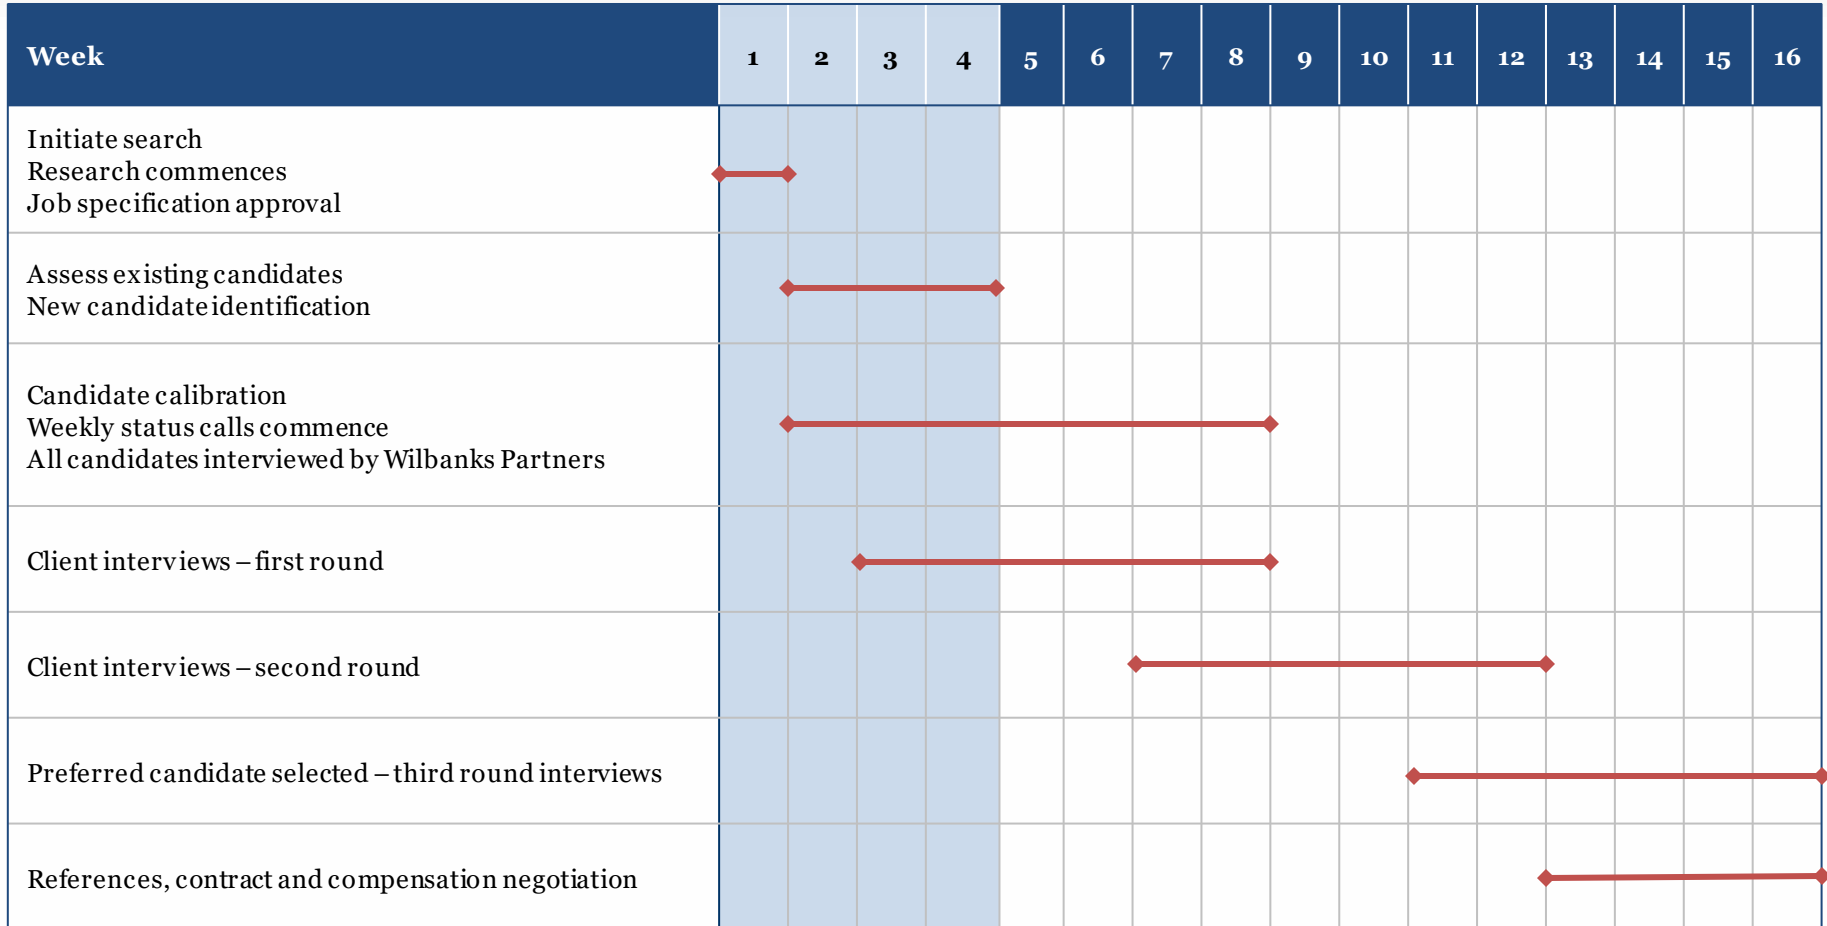 Week 1 2 3 4 5 6 7 8 9 10 11 12 13 14 15 16
Initiate search
Research commences
Job specification approval
Assess existing candidates
New candidate identification
Candidate calibration
Weekly status calls commence
All candidates interviewed by Wilbanks Partners
Client interviews – first round
Client interviews – second round
Preferred candidate selected – third round interviews
References, contract and compensation negotiation